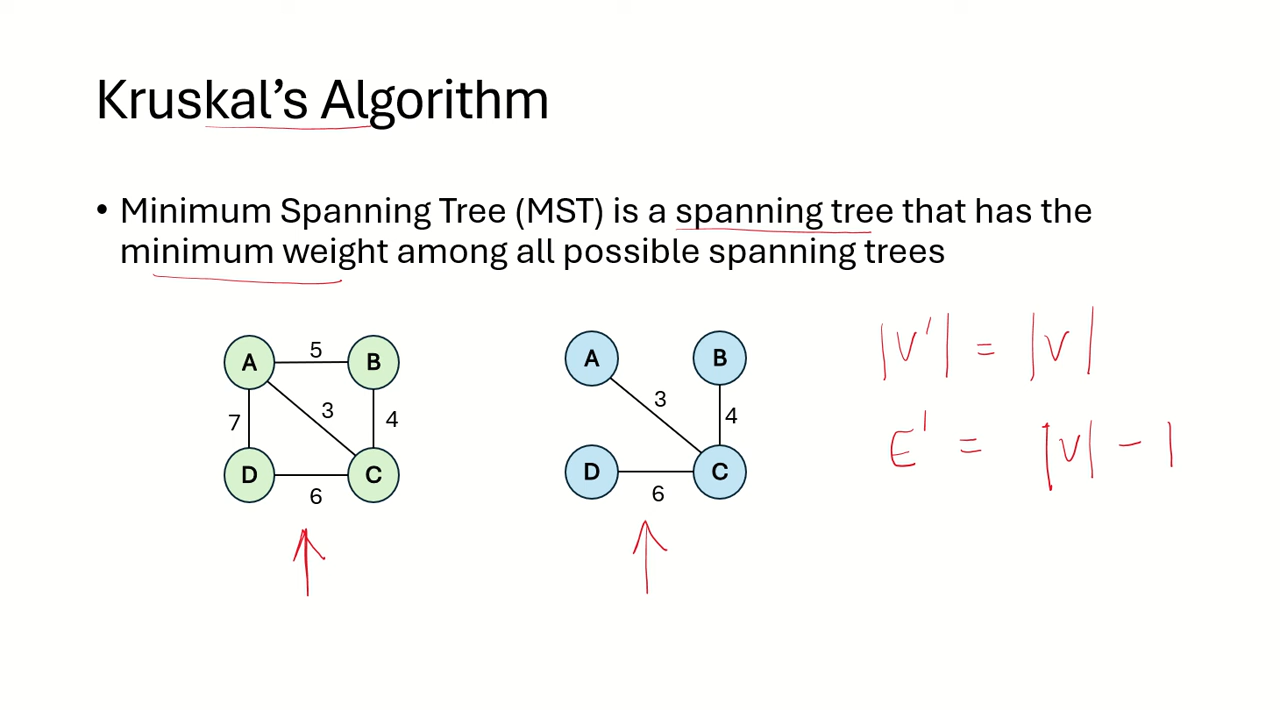 Kruskal's Algorithm
• Minimum Spanning Tree (MST) is a spanning tree that has the
minimum weight among all possible spanning trees
A 5 B
7 3 4
D 6 C
A B
3 4
D 6 C
|V'| = |V|
E' = |V| - 1